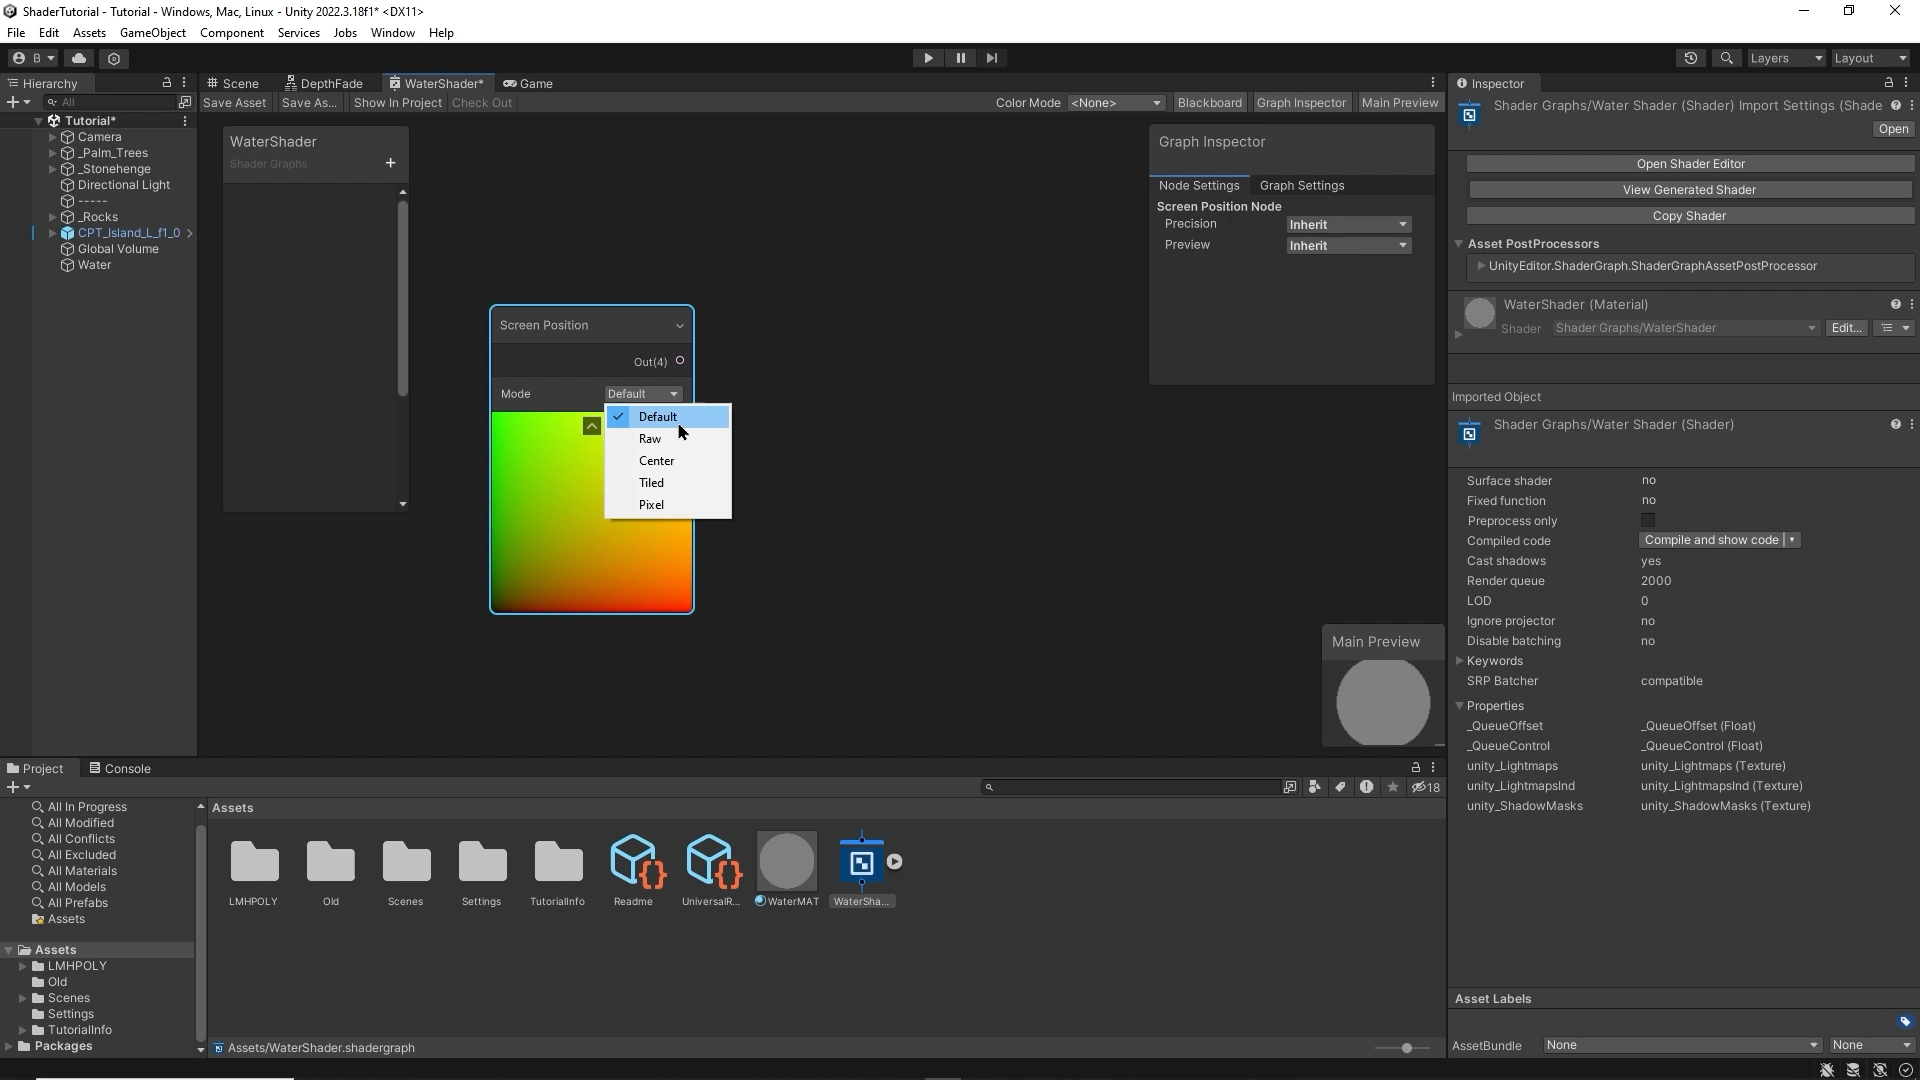 ShaderTutorial - Tutorial - Windows, Mac, Linux - Unity 2022.3.18f1* <DX11>
File Edit Assets GameObject Component Services Jobs Window Help
B
Layers
Layout
Hierarchy
All
Tutorial*
Camera
_Palm_Trees
_Stonehenge
Directional Light
-----
_Rocks
CPT_Island_L_f1_0
Global Volume
Water
Scene
DepthFade
WaterShader*
Game
Save Asset
Save As...
Show In Project
Check Out
Color Mode
<None>
Blackboard
Graph Inspector
Main Preview
WaterShader
Shader Graphs
+
Screen Position
Out(4)
Mode
Default
Default
Raw
Center
Tiled
Pixel
Graph Inspector
Node Settings
Graph Settings
Screen Position Node
Precision
Inherit
Preview
Inherit
Main Preview
Inspector
Shader Graphs/Water Shader (Shader) Import Settings (Shade
Open
Open Shader Editor
View Generated Shader
Copy Shader
Asset PostProcessors
UnityEditor.ShaderGraph.ShaderGraphAssetPostProcessor
WaterShader (Material)
Shader
Shader Graphs/WaterShader
Edit...
Imported Object
Shader Graphs/Water Shader (Shader)
Surface shader no
Fixed function no
Preprocess only
Compiled code Compile and show code
Cast shadows yes
Render queue 2000
LOD 0
Ignore projector no
Disable batching no
Keywords
SRP Batcher compatible
Properties
_QueueOffset _QueueOffset (Float)
_QueueControl _QueueControl (Float)
unity_Lightmaps unity_Lightmaps (Texture)
unity_LightmapsInd unity_LightmapsInd (Texture)
unity_ShadowMasks unity_ShadowMasks (Texture)
Asset Labels
AssetBundle None None
Project
Console
18
All In Progress
All Modified
All Conflicts
All Excluded
All Materials
All Models
All Prefabs
Assets
Assets
LMHPOLY
Old
Scenes
Settings
TutorialInfo
Packages
Assets
LMHPOLY
Old
Scenes
Settings
TutorialInfo
Readme
UniversalR...
WaterMAT
WaterSha...
Assets/WaterShader.shadergraph